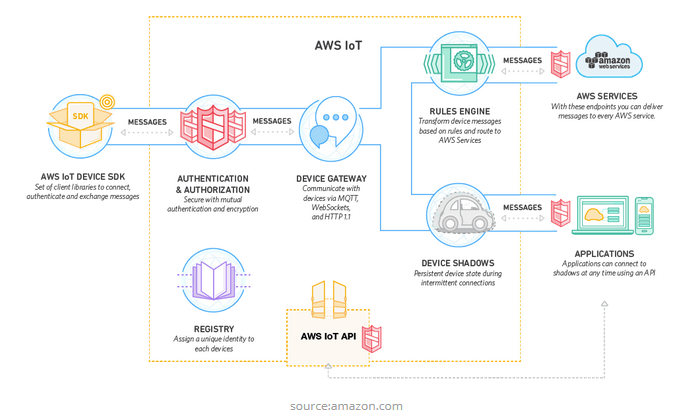 AWS IoT
SDK
MESSAGES
MESSAGES
MESSAGES
amazon
web services
AWS SERVICES
With these endpoints you can deliver
messages to every AWS service.
RULES ENGINE
Transform device messages
based on rules and route to
AWS Services
AWS IoT DEVICE SDK
Set of client libraries to connect,
authenticate and exchange messages
AUTHENTICATION
& AUTHORIZATION
Secure with mutual
authentication and encryption
DEVICE GATEWAY
Communicate with
devices via MQTT,
WebSockets,
and HTTP 1.1
MESSAGES
DEVICE SHADOWS
Persistent device state during
intermittent connections
APPLICATIONS
Applications can connect to
shadows at any time using an API
REGISTRY
Assign a unique identity to
each devices
AWS IoT API
source:amazon.com